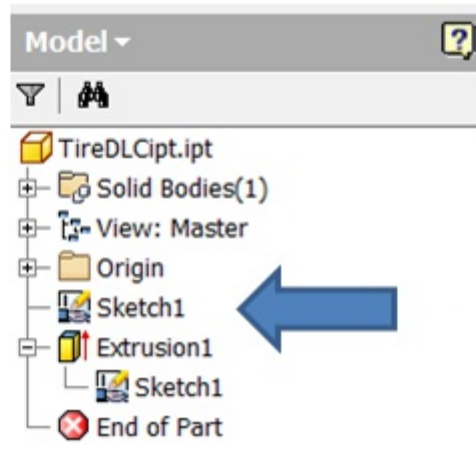 Model
?
TireDLCipt.ipt
Solid Bodies(1)
View: Master
Origin
Sketch1
Extrusion1
Sketch1
End of Part